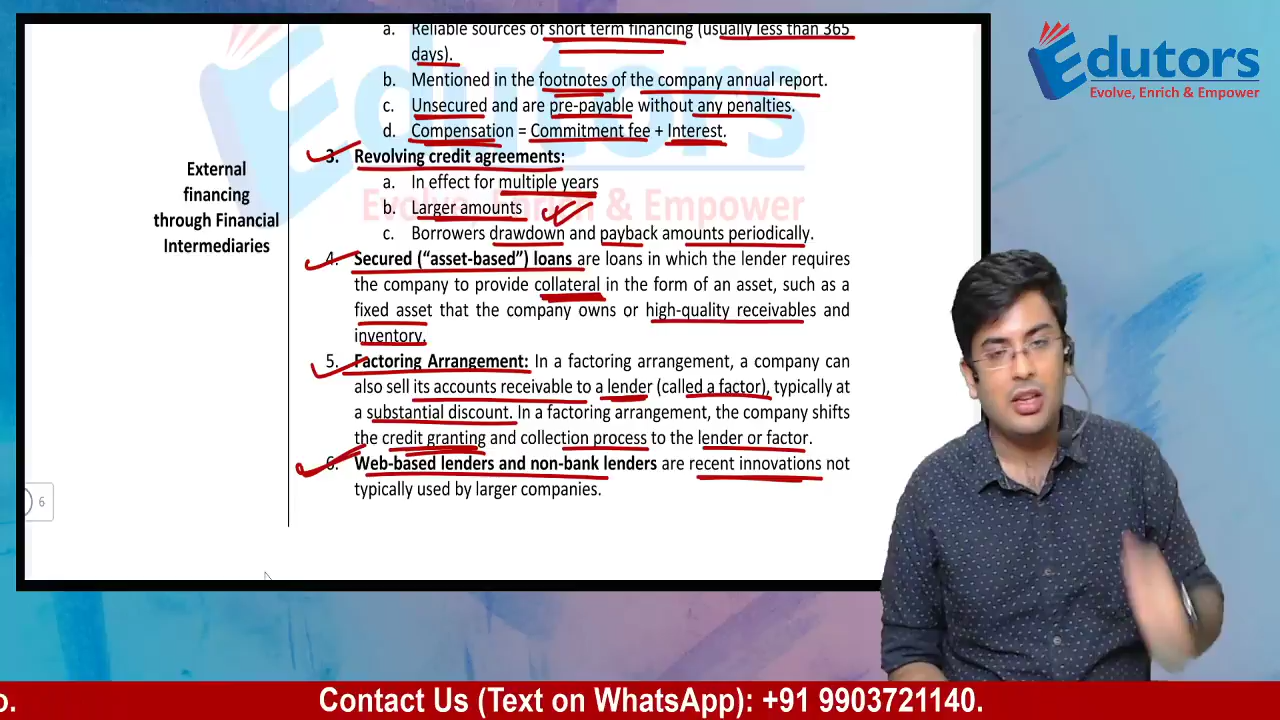 a. Reliable sources of short term financing (usually less than 365
days).
b. Mentioned in the footnotes of the company annual report.
c. Unsecured and are pre-payable without any penalties.
d. Compensation = Commitment fee + Interest.
3. Revolving credit agreements:
a. In effect for multiple years
b. Larger amounts
c. Borrowers drawdown and payback amounts periodically.
4. Secured (“asset-based”) loans are loans in which the lender requires
the company to provide collateral in the form of an asset, such as a
fixed asset that the company owns or high-quality receivables and
inventory.
5. Factoring Arrangement: In a factoring arrangement, a company can
also sell its accounts receivable to a lender (called a factor), typically at
a substantial discount. In a factoring arrangement, the company shifts
the credit granting and collection process to the lender or factor.
6. Web-based lenders and non-bank lenders are recent innovations not
typically used by larger companies.
External
financing
through Financial
Intermediaries
6
Edutors
Evolve, Enrich & Empower
dutors
Evolve, Enrich & Empower
o.
Contact Us (Text on WhatsApp): +91 9903721140.